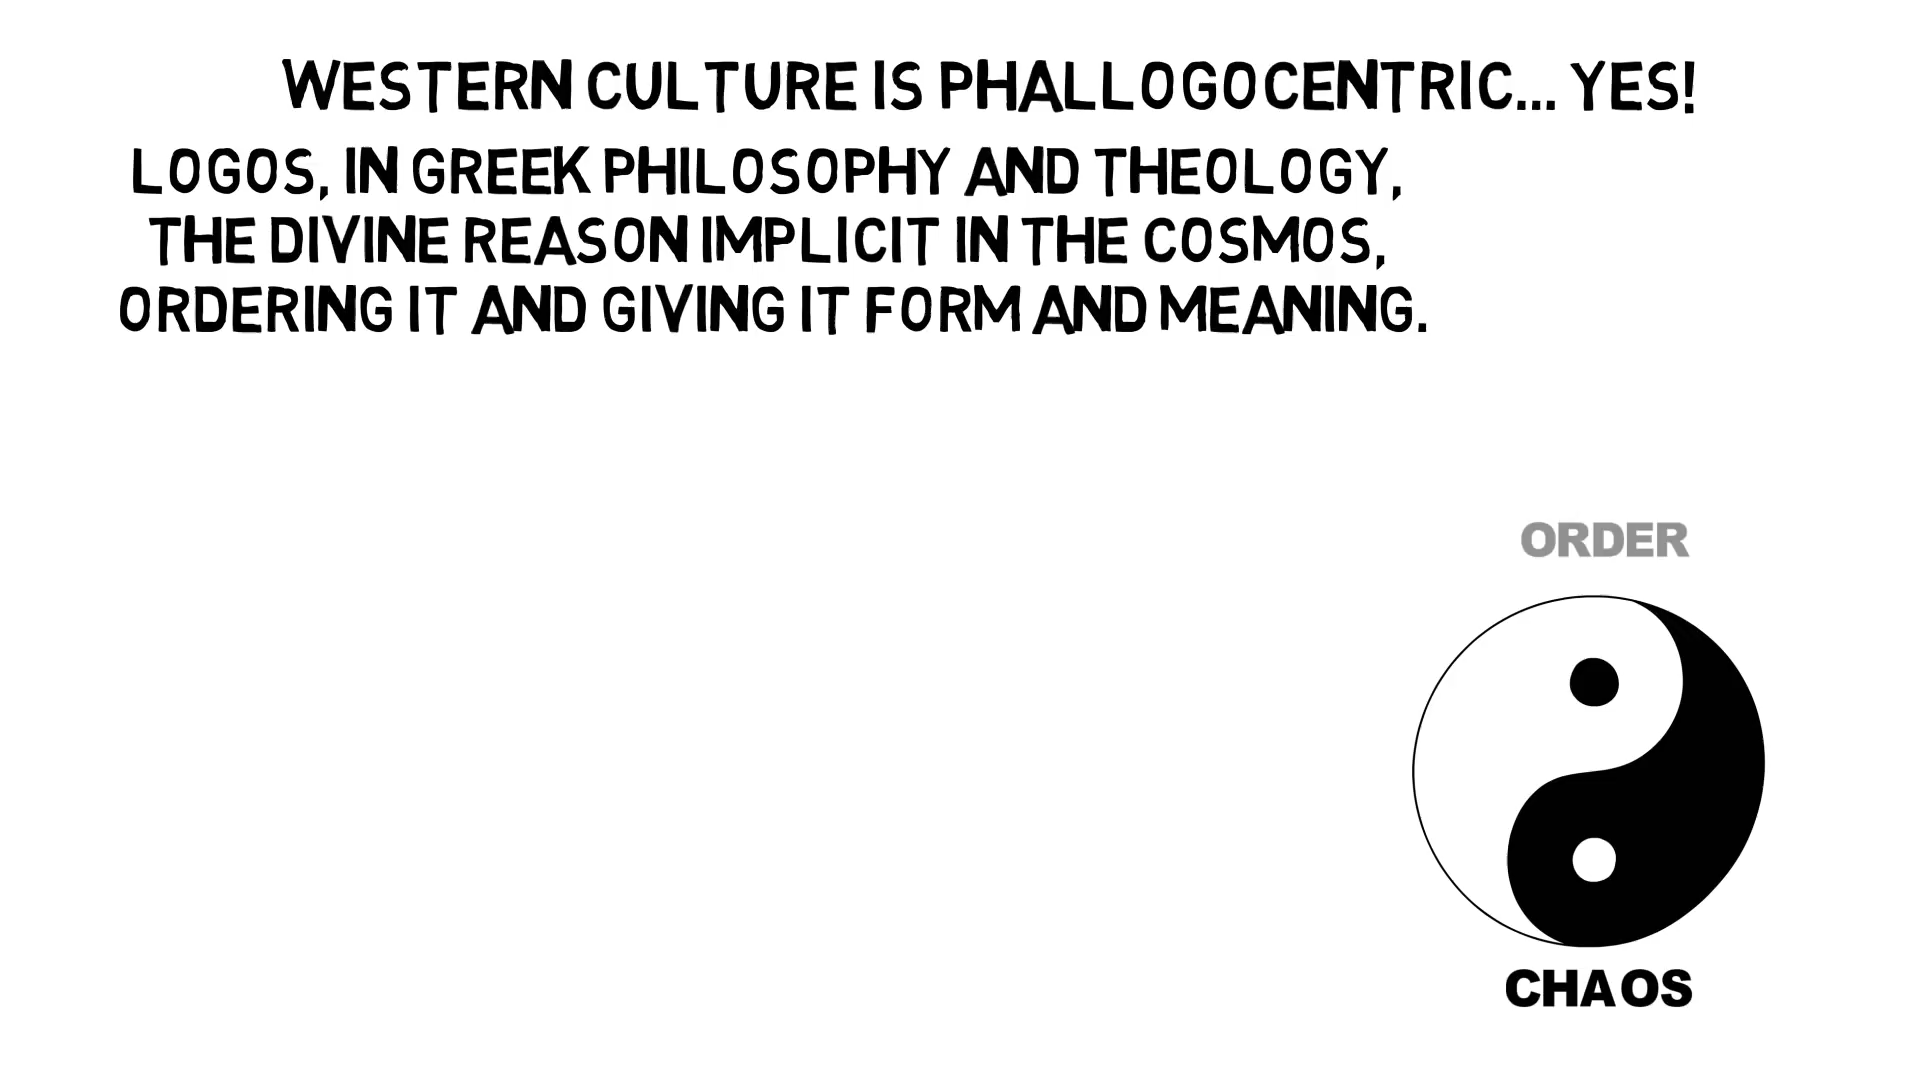 WESTERN CULTURE IS PHALLOGOCENTRIC... YES!
LOGOS, IN GREEK PHILOSOPHY AND THEOLOGY,
THE DIVINE REASON IMPLICIT IN THE COSMOS,
ORDERING IT AND GIVING IT FORM AND MEANING.
ORDER
CHAOS